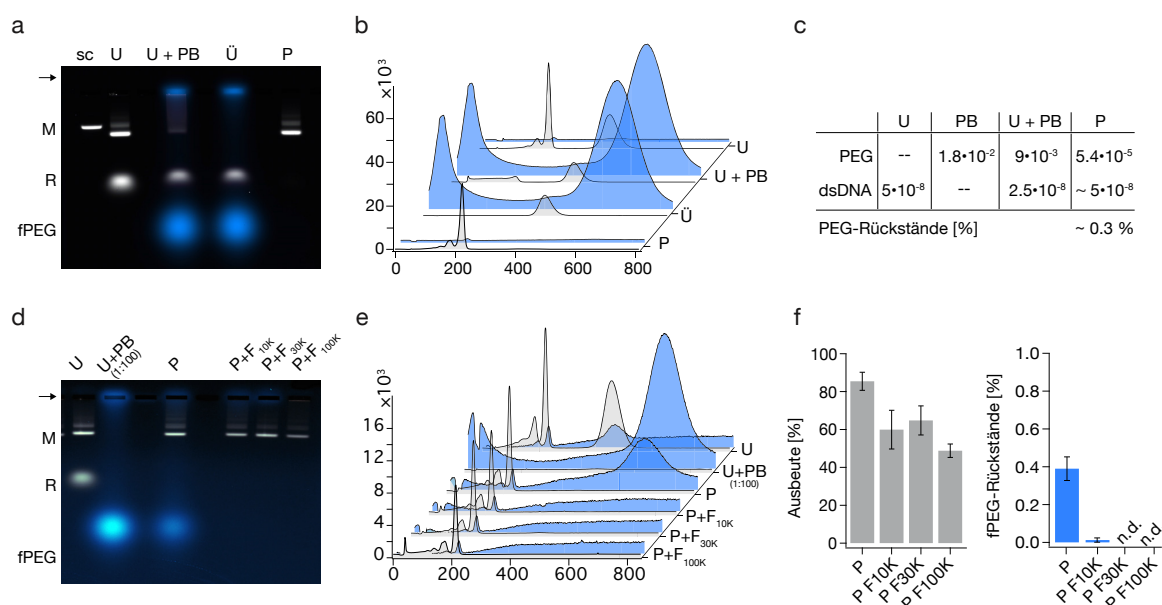 a
sc U U + PB Ü P
→
M
R
fPEG
b
×10³
60
40
20
0
0 200 400 600 800
U
U + PB
Ü
P
c
U PB U + PB P
PEG -- 1.8•10⁻² 9•10⁻³ 5.4•10⁻⁵
dsDNA 5•10⁻⁸ -- 2.5•10⁻⁸ ~ 5•10⁻⁸
PEG-Rückstände [%] ~ 0.3 %
d
U U+PB (1:100) P P+F10K P+F30K P+F100K
→
M
R
fPEG
e
×10³
16
12
8
4
0
0 200 400 600 800
U
U+PB
(1:100)
P
P+F10K
P+F30K
P+F100K
f
Ausbeute [%]
100
80
60
40
20
0
P
P F10K
P F30K
P F100K
fPEG-Rückstände [%]
1.0
0.8
0.6
0.4
0.2
0.0
n.d.
n.d
P
P F10K
P F30K
P F100K